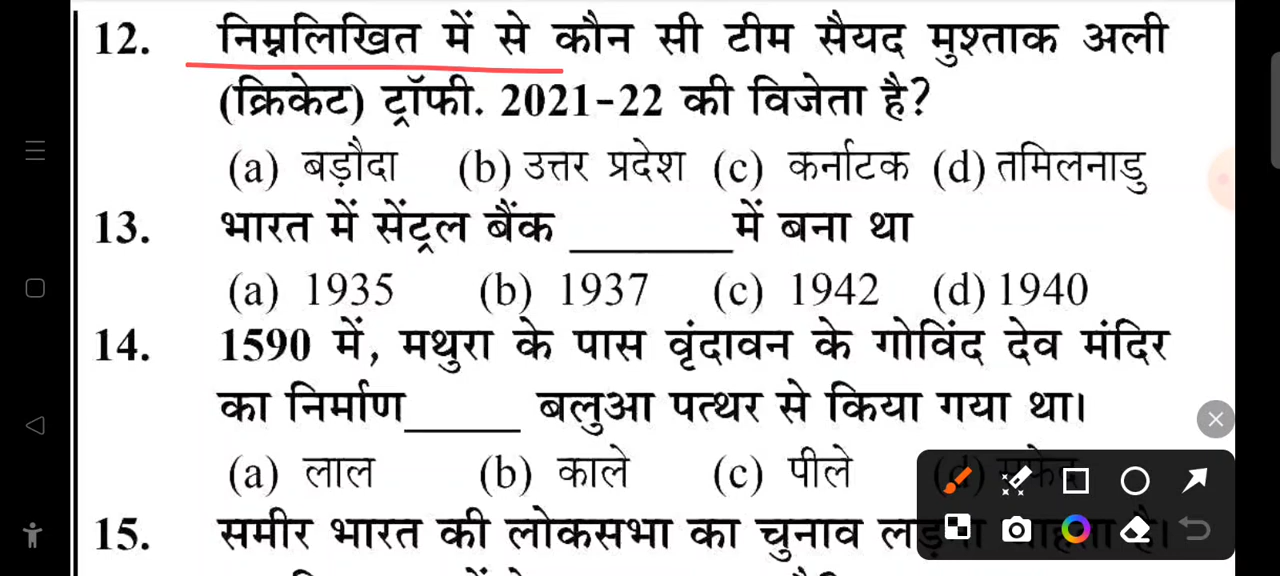 12. निम्नलिखित में से कौन सी टीम सैयद मुश्ताक अली
(क्रिकेट) ट्रॉफी. 2021-22 की विजेता है?
(a) बड़ौदा (b) उत्तर प्रदेश (c) कर्नाटक (d) तमिलनाडु
13. भारत में सेंट्रल बैंक ________ में बना था
(a) 1935 (b) 1937 (c) 1942 (d) 1940
14. 1590 में, मथुरा के पास वृंदावन के गोविंद देव मंदिर
का निर्माण______ बलुआ पत्थर से किया गया था।
(a) लाल (b) काले (c) पीले
15. समीर भारत की लोकसभा का चुनाव